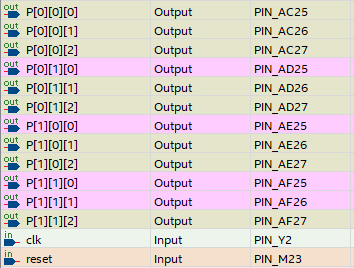 out P[0][0][0] Output PIN_AC25
out P[0][0][1] Output PIN_AC26
out P[0][0][2] Output PIN_AC27
out P[0][1][0] Output PIN_AD25
out P[0][1][1] Output PIN_AD26
out P[0][1][2] Output PIN_AD27
out P[1][0][0] Output PIN_AE25
out P[1][0][1] Output PIN_AE26
out P[1][0][2] Output PIN_AE27
out P[1][1][0] Output PIN_AF25
out P[1][1][1] Output PIN_AF26
out P[1][1][2] Output PIN_AF27
in clk Input PIN_Y2
in reset Input PIN_M23